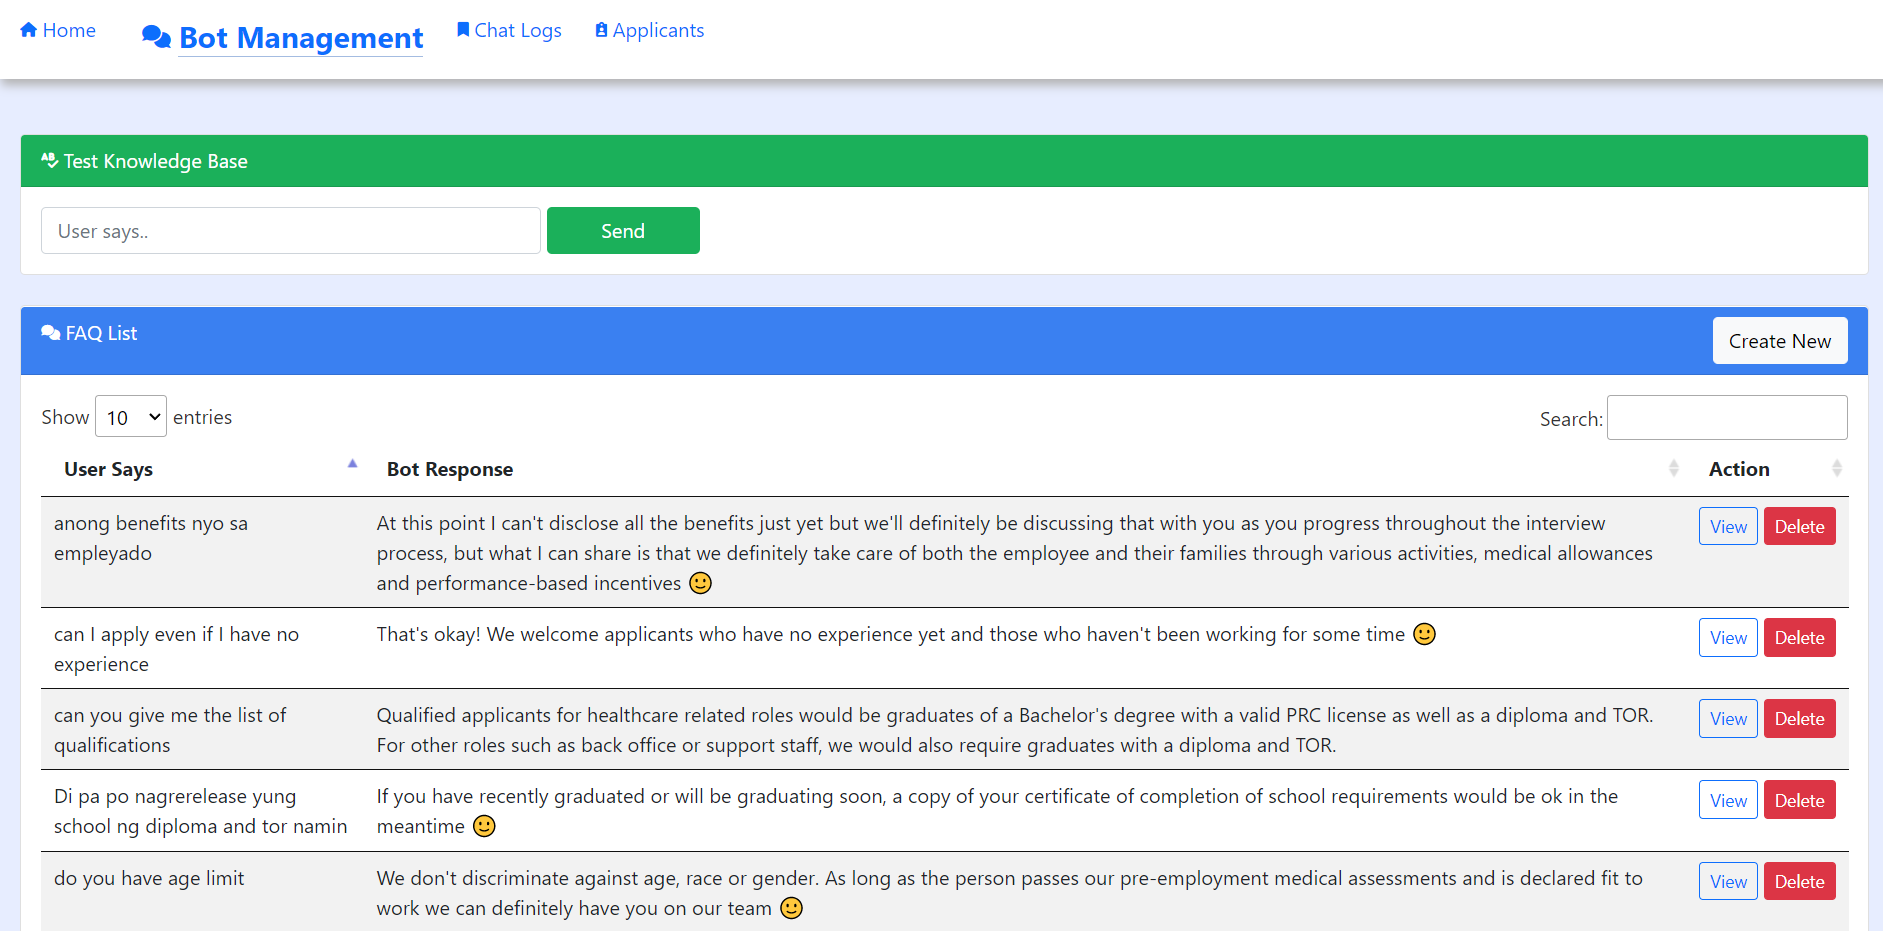 Home
Bot Management
Chat Logs
Applicants
Test Knowledge Base
User says..
Send
FAQ List
Create New
Show 10 entries
Search:
User Says
Bot Response
Action
anong benefits nyo sa
empleyado
At this point I can't disclose all the benefits just yet but we'll definitely be discussing that with you as you progress throughout the interview
process, but what I can share is that we definitely take care of both the employee and their families through various activities, medical allowances
and performance-based incentives 🙂
View
Delete
can I apply even if I have no
experience
That's okay! We welcome applicants who have no experience yet and those who haven't been working for some time 🙂
View
Delete
can you give me the list of
qualifications
Qualified applicants for healthcare related roles would be graduates of a Bachelor's degree with a valid PRC license as well as a diploma and TOR.
For other roles such as back office or support staff, we would also require graduates with a diploma and TOR.
View
Delete
Di pa po nagrerelease yung
school ng diploma and tor namin
If you have recently graduated or will be graduating soon, a copy of your certificate of completion of school requirements would be ok in the
meantime 🙂
View
Delete
do you have age limit
We don't discriminate against age, race or gender. As long as the person passes our pre-employment medical assessments and is declared fit to
work we can definitely have you on our team 🙂
View
Delete